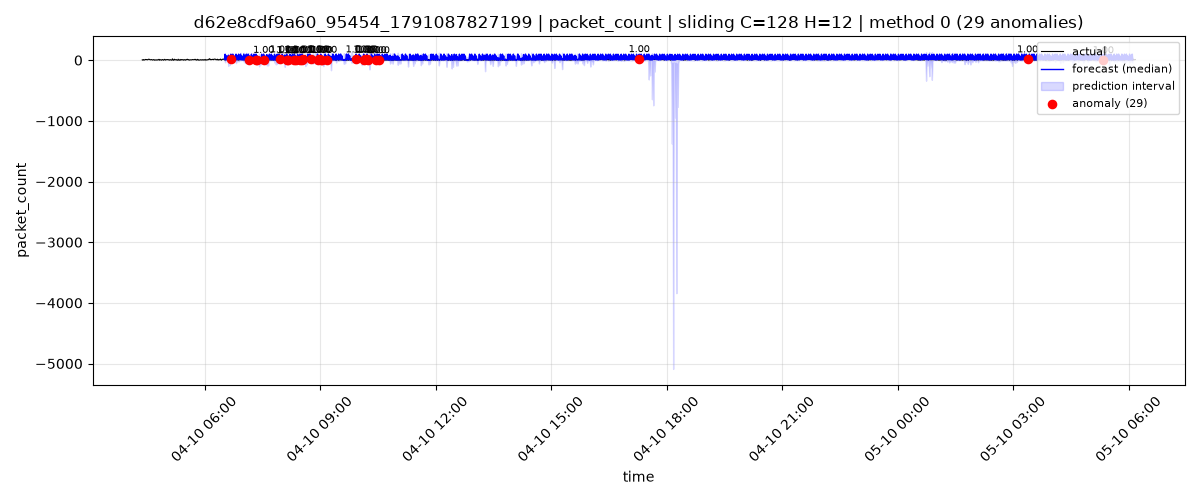 d62e8cdf9a60_95454_1791087827199 | packet_count | sliding C=128 H=12 | method 0 (29 anomalies)
1.00
1.00
actual
forecast (median)
prediction interval
anomaly (29)
packet_count
0
−1000
−2000
−3000
−4000
−5000
04-10 06:00
04-10 09:00
04-10 12:00
04-10 15:00
04-10 18:00
04-10 21:00
05-10 00:00
05-10 03:00
05-10 06:00
time